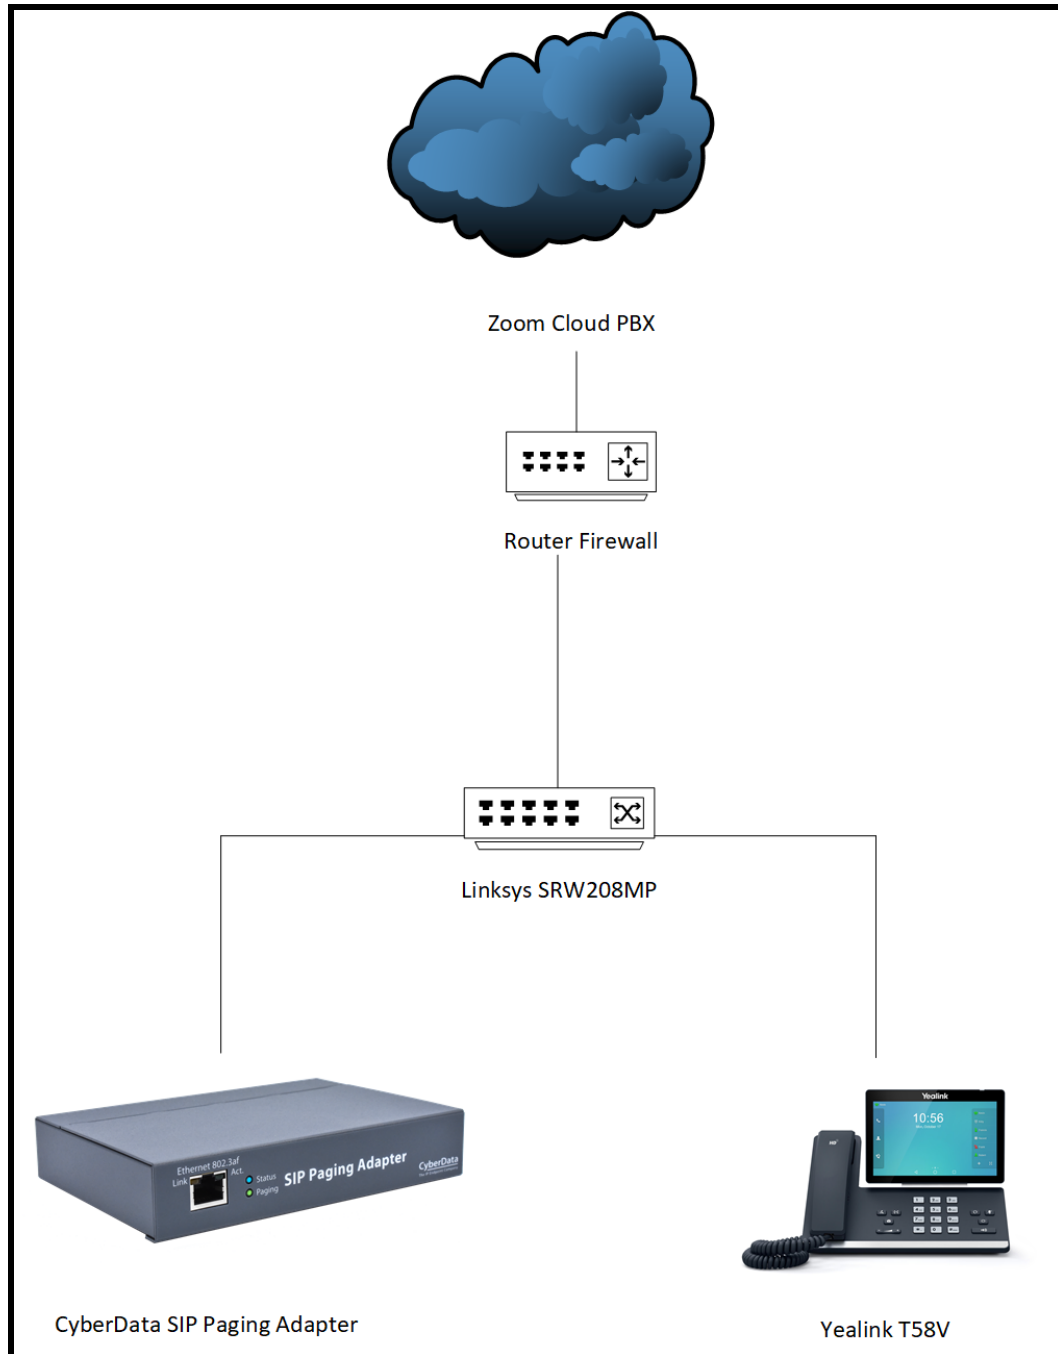 Zoom Cloud PBX
Router Firewall
Linksys SRW208MP
Ethernet 802.3af
Link
Act.
Status
Paging
SIP Paging Adapter
CyberData
Yealink
10:56
CyberData SIP Paging Adapter
Yealink T58V